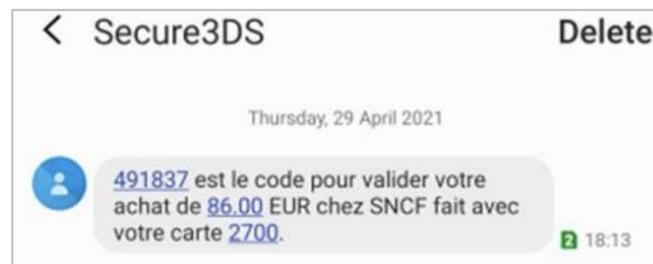 Secure3DS Delete
Thursday, 29 April 2021
491837 est le code pour valider votre
achat de 86.00 EUR chez SNCF fait avec
votre carte 2700.
2 18:13